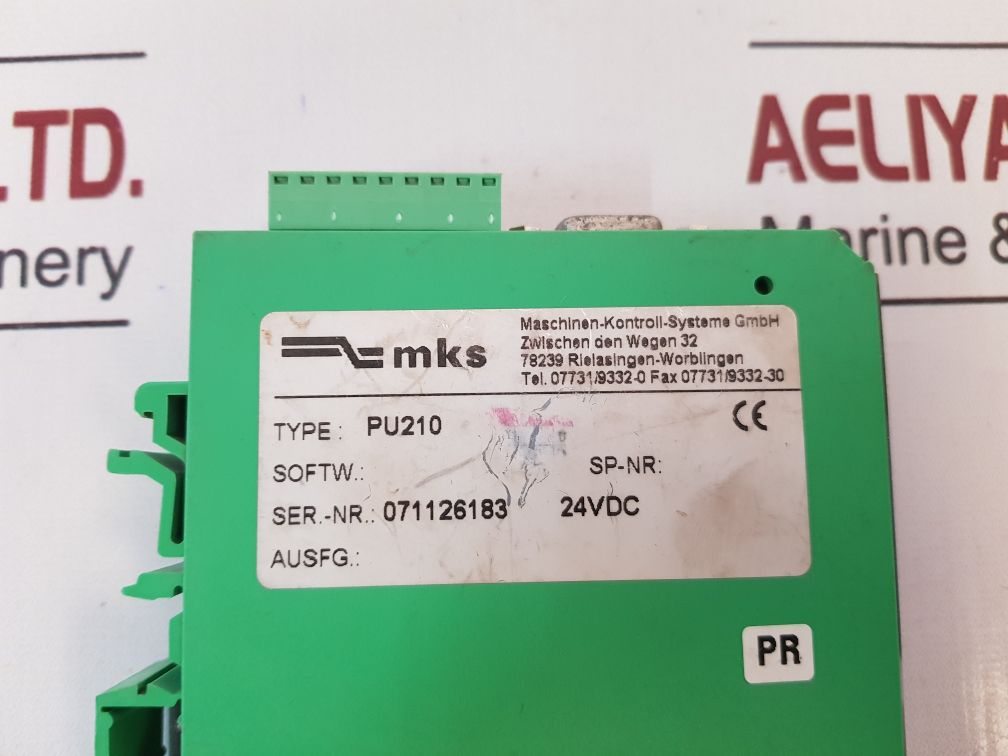 LTD.
AELIYA
nery
Marine &
mks
Maschinen-Kontroll-Systeme GmbH
Zwischen den Wegen 32
78239 Rielasingen-Worblingen
Tel. 07731/9332-0 Fax 07731/9332-30
TYPE: PU210
CE
SOFTW.:
SP-NR:
SER.-NR.: 071126183 24VDC
AUSFG.:
PR